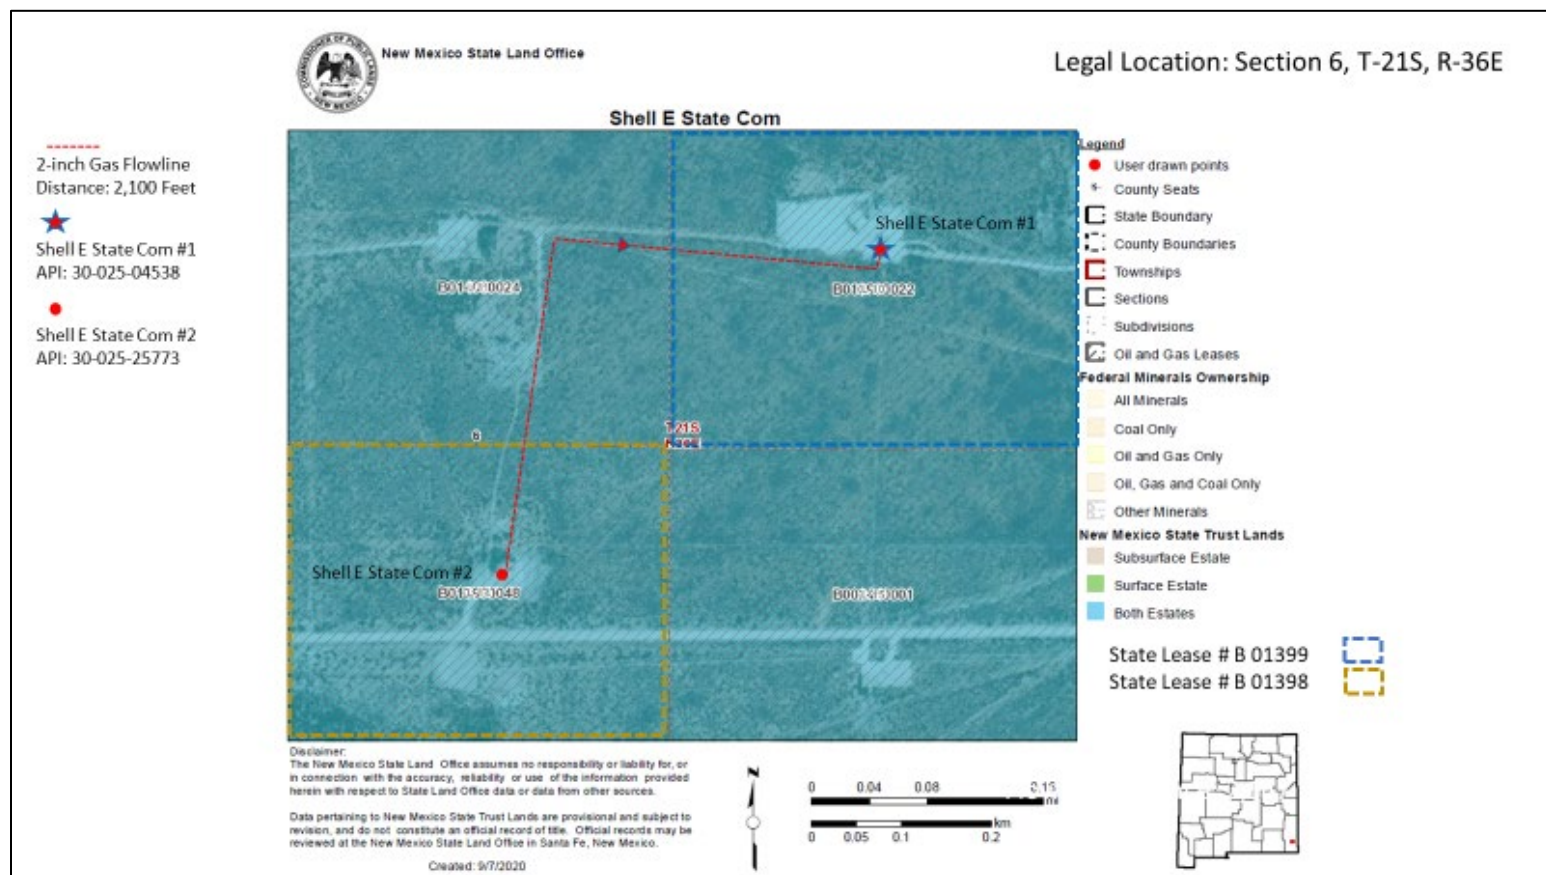 COMMISSIONER OF PUBLIC LANDS
NEW MEXICO
New Mexico State Land Office
Legal Location: Section 6, T-21S, R-36E
Shell E State Com
2-inch Gas Flowline
Distance: 2,100 Feet
Shell E State Com #1
API: 30-025-04538
Shell E State Com #2
API: 30-025-25773
Shell E State Com #1
6
T21S
Shell E State Com #2
Legend
User drawn points
County Seats
State Boundary
County Boundaries
Townships
Sections
Subdivisions
Oil and Gas Leases
Federal Minerals Ownership
All Minerals
Coal Only
Oil and Gas Only
Oil, Gas and Coal Only
Other Minerals
New Mexico State Trust Lands
Subsurface Estate
Surface Estate
Both Estates
State Lease # B 01399
State Lease # B 01398
Disclaimer:
The New Mexico State Land Office assumes no responsibility or liability for, or
in connection with the accuracy, reliability or use of the information provided
herein with respect to State Land Office data or data from other sources.
Data pertaining to New Mexico State Trust Lands are provisional and subject to
revision, and do not constitute an official record of title. Official records may be
reviewed at the New Mexico State Land Office in Santa Fe, New Mexico.
Created: 9/7/2020
N
0 0.04 0.08
mi
km
0 0.05 0.1 0.2